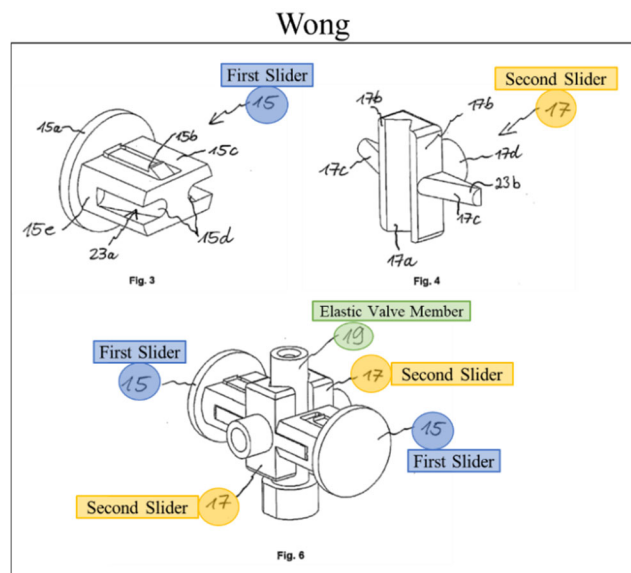 Wong
First Slider
15
15a
15b
15c
15e
23a
15d
Fig. 3
Second Slider
17
17b
17b
17c
17d
23b
17c
17a
Fig. 4
Elastic Valve Member
19
First Slider
15
17 Second Slider
15
First Slider
Second Slider 17
Fig. 6